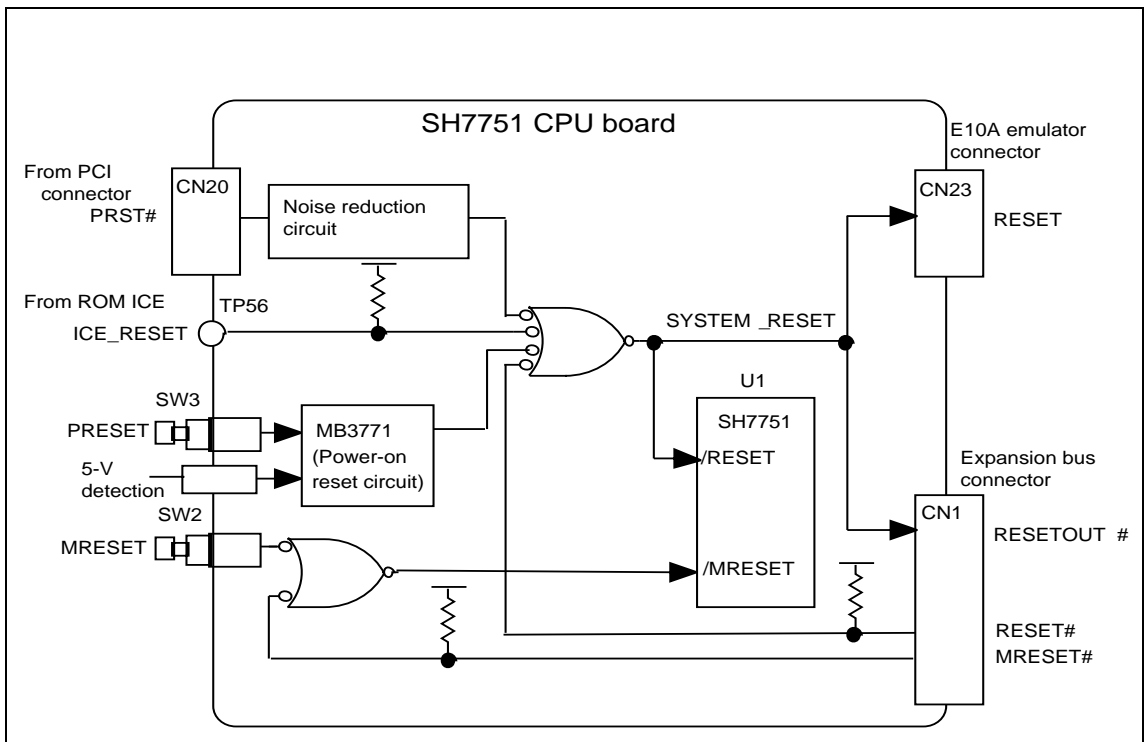 SH7751 CPU board
E10A emulator
connector
From PCI
connector
PRST#
CN20
Noise reduction
circuit
CN23
RESET
From ROM ICE
TP56
ICE_RESET
SYSTEM _RESET
U1
SH7751
SW3
PRESET
MB3771
(Power-on
reset circuit)
/RESET
5-V
detection
Expansion bus
connector
SW2
CN1
MRESET
RESETOUT #
/MRESET
RESET#
MRESET#